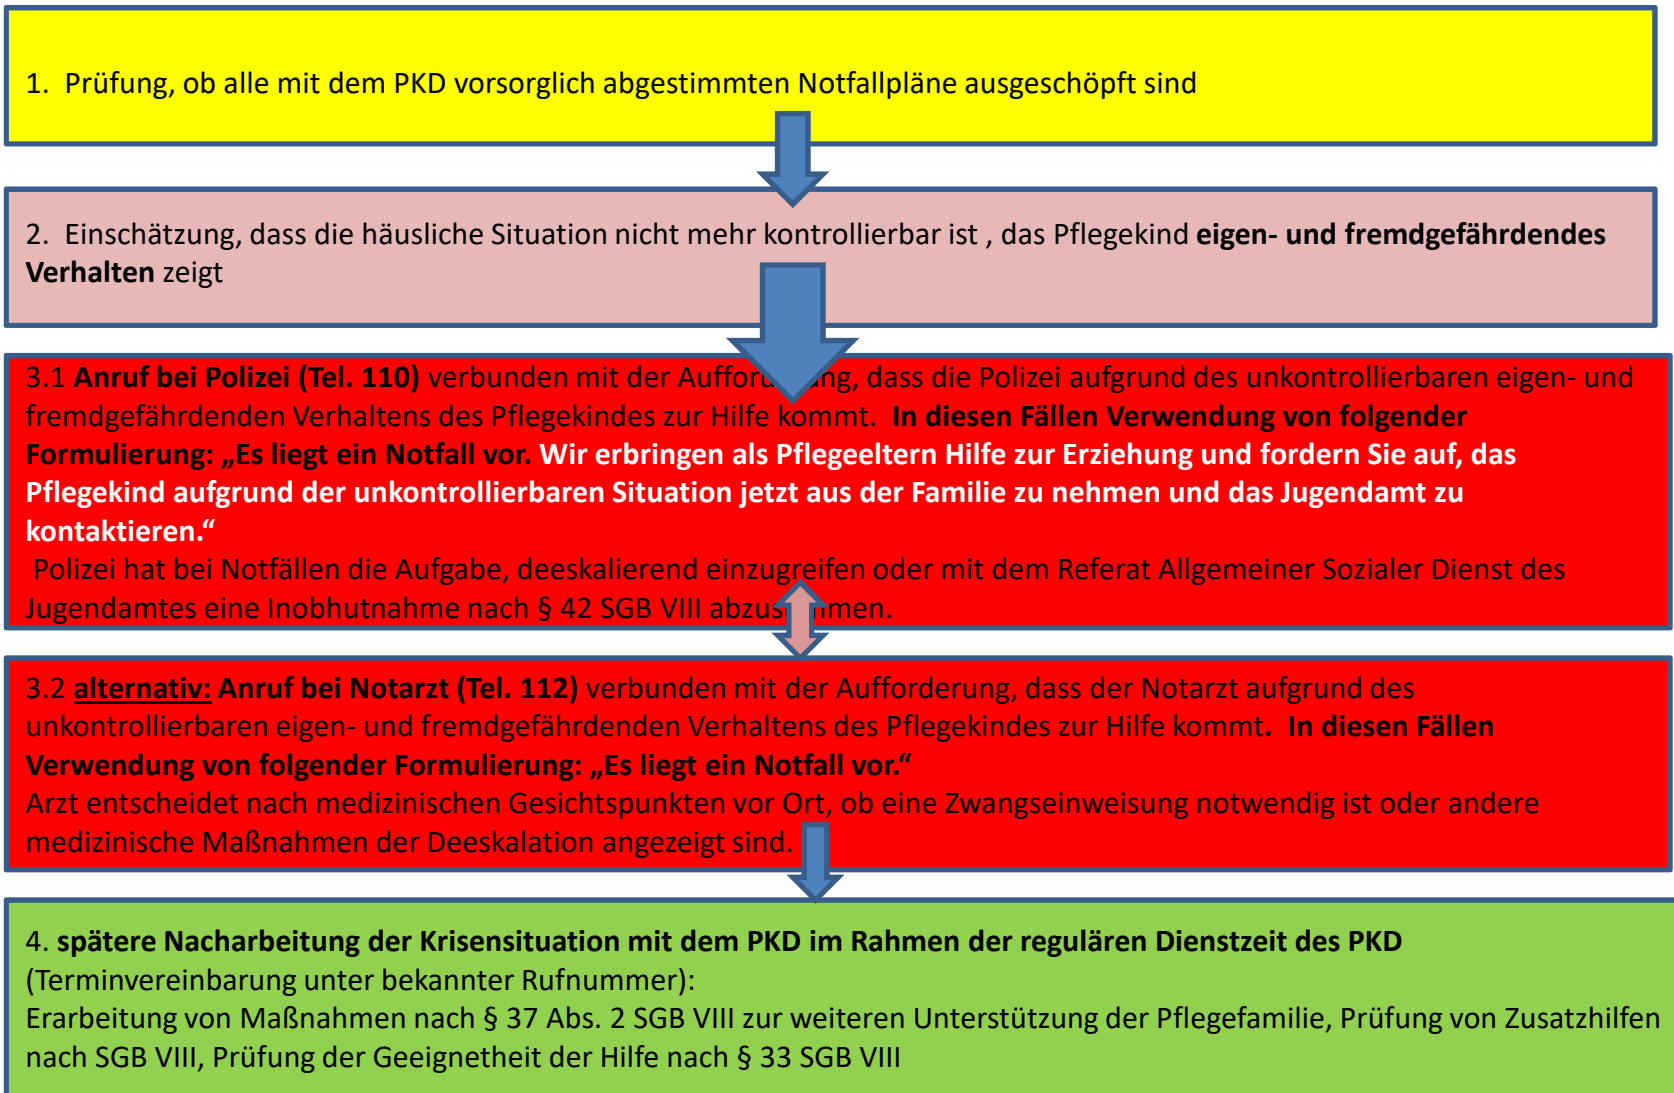 1. Prüfung, ob alle mit dem PKD vorsorglich abgestimmten Notfallpläne ausgeschöpft sind
2. Einschätzung, dass die häusliche Situation nicht mehr kontrollierbar ist , das Pflegekind eigen- und fremdgefährdendes
Verhalten zeigt
3.1 Anruf bei Polizei (Tel. 110) verbunden mit der Aufforderung, dass die Polizei aufgrund des unkontrollierbaren eigen- und
fremdgefährdenden Verhaltens des Pflegekindes zur Hilfe kommt. In diesen Fällen Verwendung von folgender
Formulierung: „Es liegt ein Notfall vor. Wir erbringen als Pflegeeltern Hilfe zur Erziehung und fordern Sie auf, das
Pflegekind aufgrund der unkontrollierbaren Situation jetzt aus der Familie zu nehmen und das Jugendamt zu
kontaktieren.“
Polizei hat bei Notfällen die Aufgabe, deeskalierend einzugreifen oder mit dem Referat Allgemeiner Sozialer Dienst des
Jugendamtes eine Inobhutnahme nach § 42 SGB VIII abzustimmen.
3.2 alternativ: Anruf bei Notarzt (Tel. 112) verbunden mit der Aufforderung, dass der Notarzt aufgrund des
unkontrollierbaren eigen- und fremdgefährdenden Verhaltens des Pflegekindes zur Hilfe kommt. In diesen Fällen
Verwendung von folgender Formulierung: „Es liegt ein Notfall vor.“
Arzt entscheidet nach medizinischen Gesichtspunkten vor Ort, ob eine Zwangseinweisung notwendig ist oder andere
medizinische Maßnahmen der Deeskalation angezeigt sind.
4. spätere Nacharbeitung der Krisensituation mit dem PKD im Rahmen der regulären Dienstzeit des PKD
(Terminvereinbarung unter bekannter Rufnummer):
Erarbeitung von Maßnahmen nach § 37 Abs. 2 SGB VIII zur weiteren Unterstützung der Pflegefamilie, Prüfung von Zusatzhilfen
nach SGB VIII, Prüfung der Geeignetheit der Hilfe nach § 33 SGB VIII